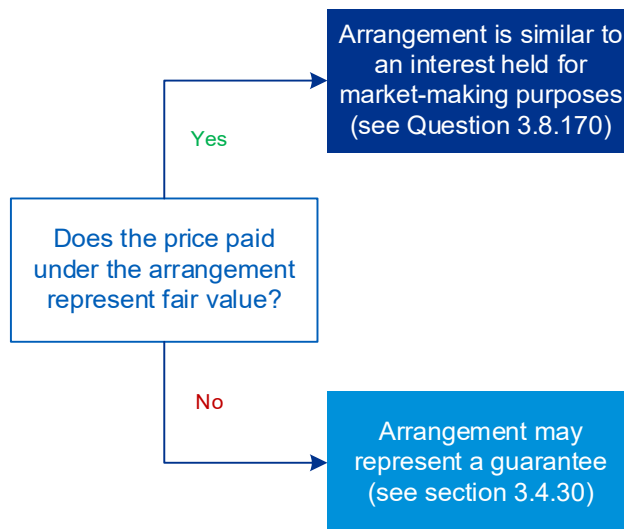 Arrangement is similar to
an interest held for
market-making purposes
(see Question 3.8.170)
Yes
Does the price paid
under the arrangement
represent fair value?
No
Arrangement may
represent a guarantee
(see section 3.4.30)